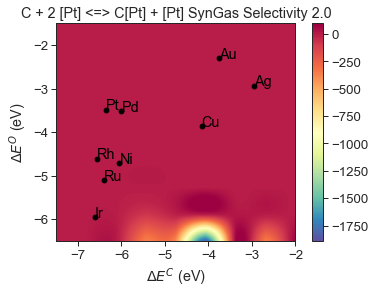 C + 2 [Pt] <=> C[Pt] + [Pt] SynGas Selectivity 2.0
ΔE^O (eV)
−2
−3
−4
−5
−6
Au
Ag
Cu
Pt
Pd
Rh
Ni
Ru
Ir
−7
−6
−5
−4
−3
−2
ΔE^C (eV)
0
−250
−500
−750
−1000
−1250
−1500
−1750